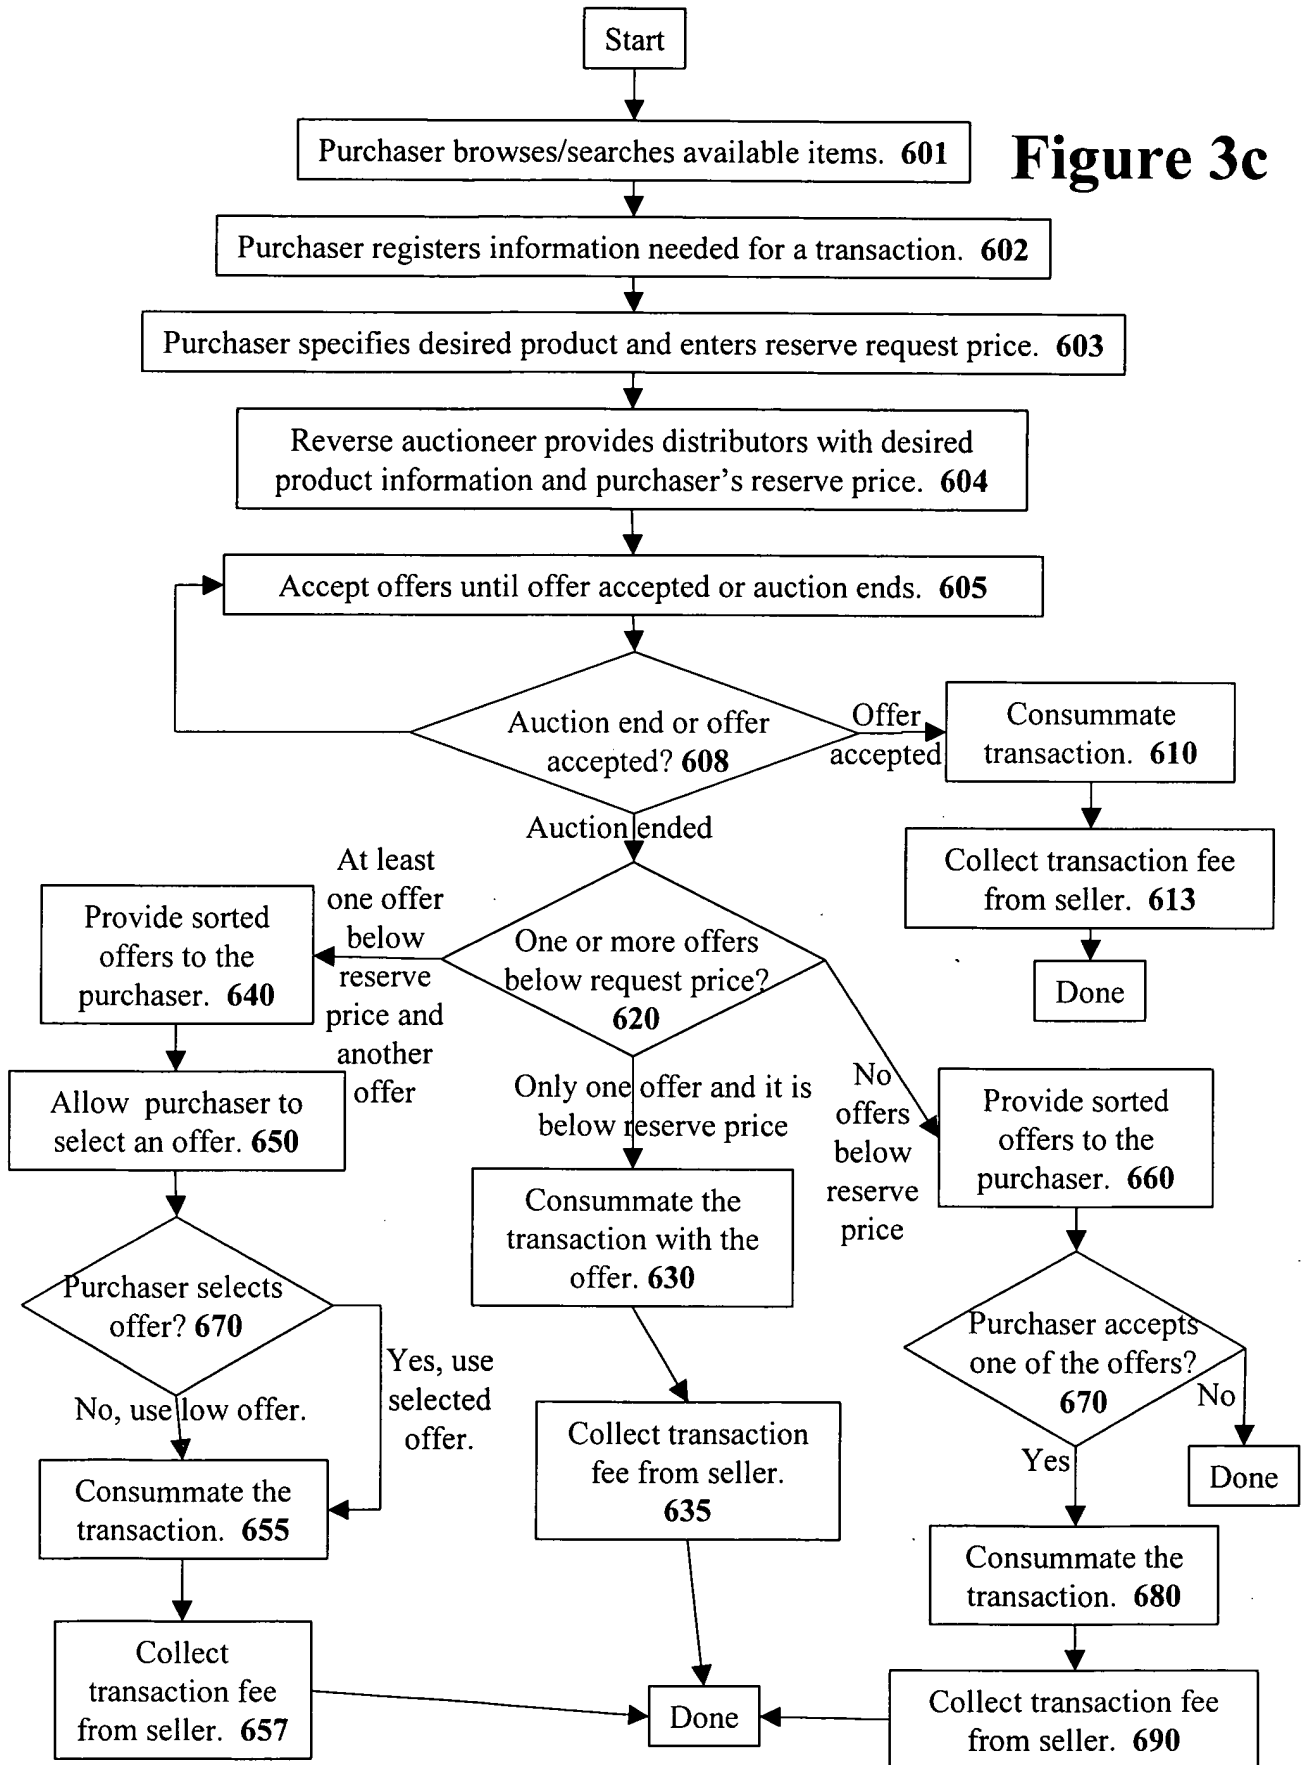 Start
Figure 3c
Purchaser browses/searches available items. 601
Purchaser registers information needed for a transaction. 602
Purchaser specifies desired product and enters reserve request price. 603
Reverse auctioneer provides distributors with desired
product information and purchaser's reserve price. 604
Accept offers until offer accepted or auction ends. 605
Auction end or offer
accepted? 608
Offer
accepted
Consummate
transaction. 610
Collect transaction fee
from seller. 613
Done
Auction ended
One or more offers
below request price?
620
At least
one offer
below
reserve
price and
another
offer
Provide sorted
offers to the
purchaser. 640
Allow purchaser to
select an offer. 650
Purchaser selects
offer? 670
No, use low offer.
Yes, use
selected
offer.
Consummate the
transaction. 655
Collect
transaction fee
from seller. 657
Only one offer and it is
below reserve price
Consummate the
transaction with the
offer. 630
Collect transaction
fee from seller.
635
Done
No
offers
below
reserve
price
Provide sorted
offers to the
purchaser. 660
Purchaser accepts
one of the offers?
670
No
Done
Yes
Consummate the
transaction. 680
Collect transaction fee
from seller. 690